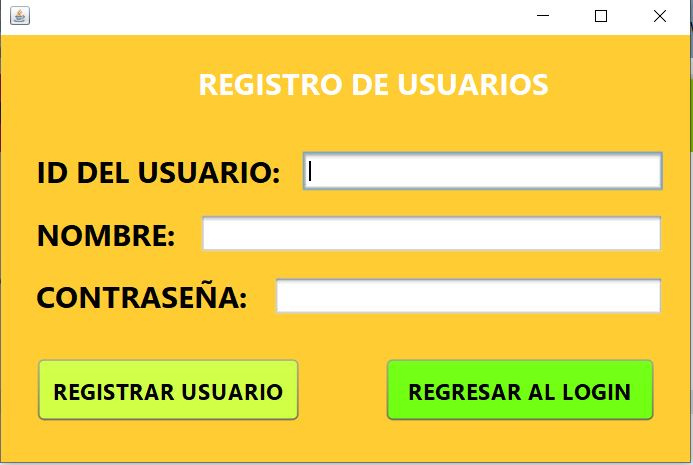 REGISTRO DE USUARIOS
ID DEL USUARIO:
NOMBRE:
CONTRASEÑA:
REGISTRAR USUARIO REGRESAR AL LOGIN